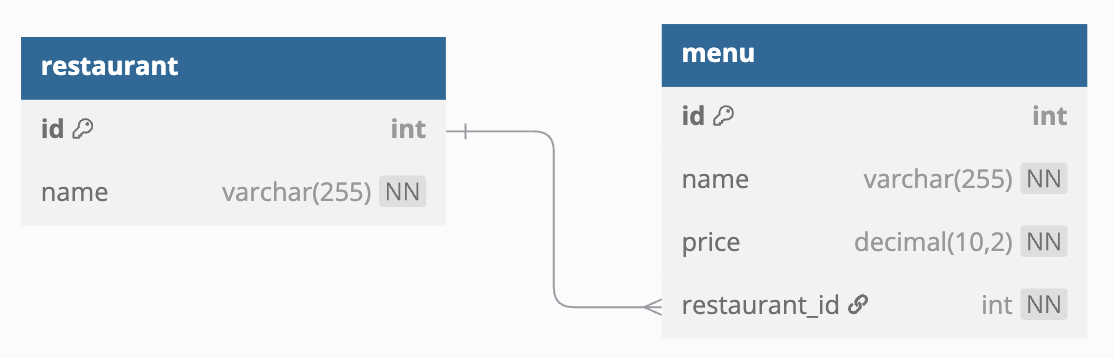 restaurant
id int
name varchar(255) NN
menu
id int
name varchar(255) NN
price decimal(10,2) NN
restaurant_id int NN